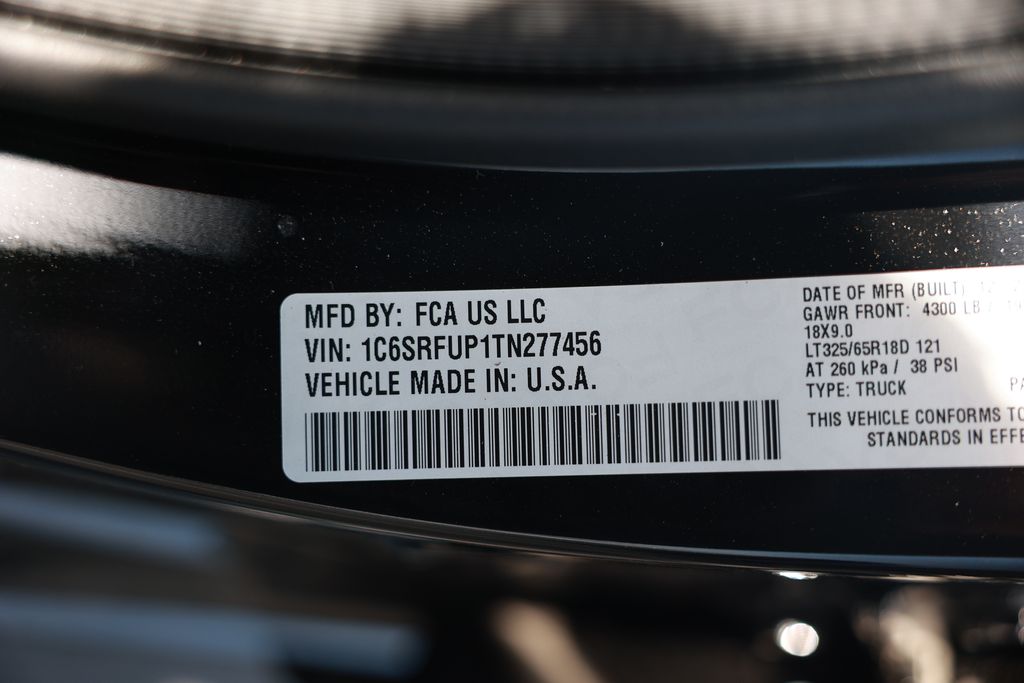 MFD BY: FCA US LLC
VIN: 1C6SRFUP1TN277456
VEHICLE MADE IN: U.S.A.
DATE OF MFR (BUILT)
GAWR FRONT: 4300 LB /
18X9.0
LT325/65R18D 121
AT 260 kPa / 38 PSI
TYPE: TRUCK
THIS VEHICLE CONFORMS TO
STANDARDS IN EFFE